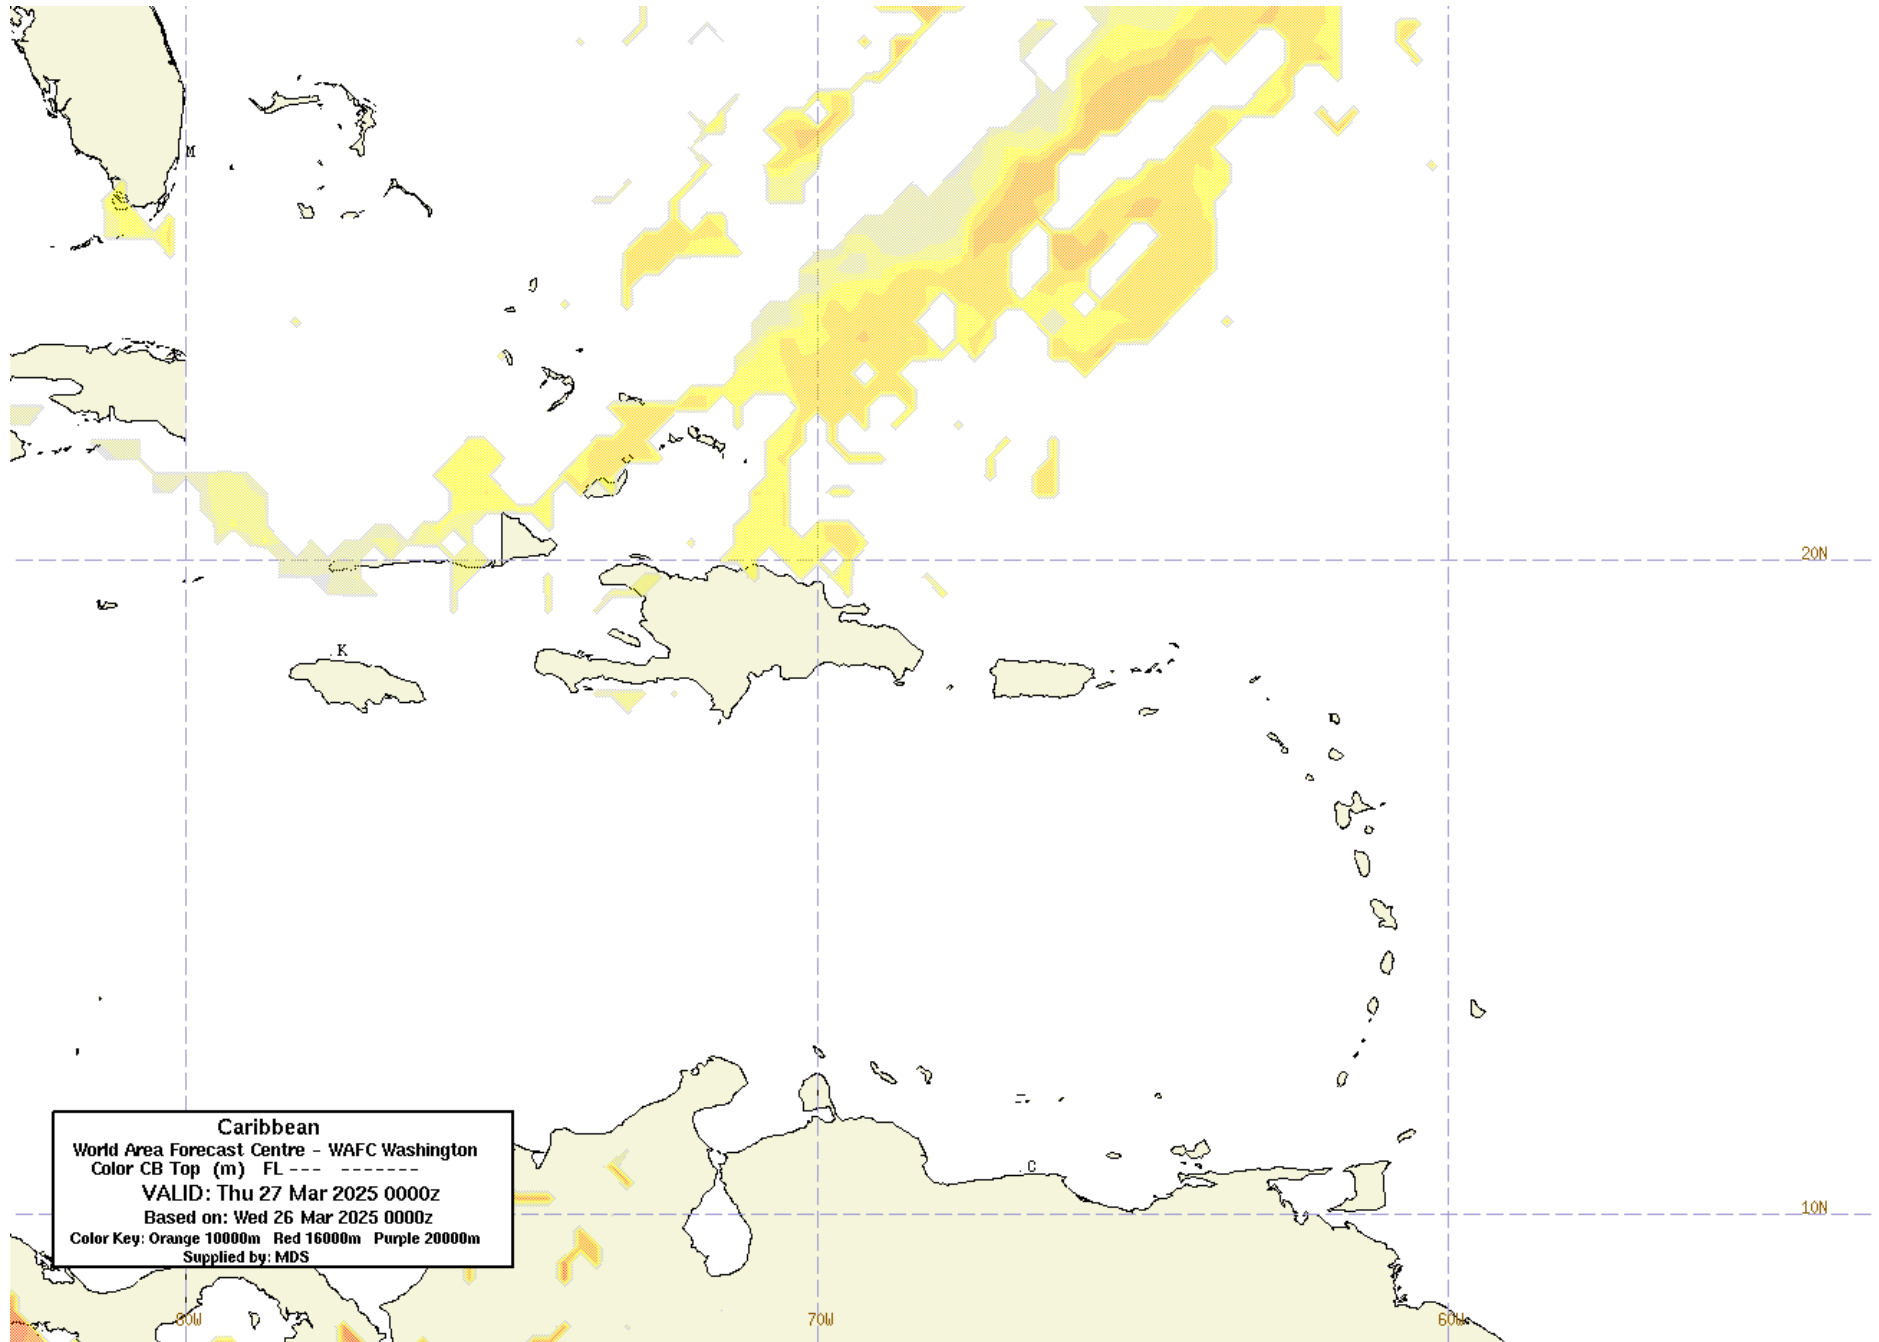 M
20N
K
C
Caribbean
World Area Forecast Centre - WAFC Washington
Color CB Top (m) FL --- -------
VALID: Thu 27 Mar 2025 0000z
Based on: Wed 26 Mar 2025 0000z
Color Key: Orange 10000m Red 16000m Purple 20000m
Supplied by: MDS
10N
80W
70W
60W